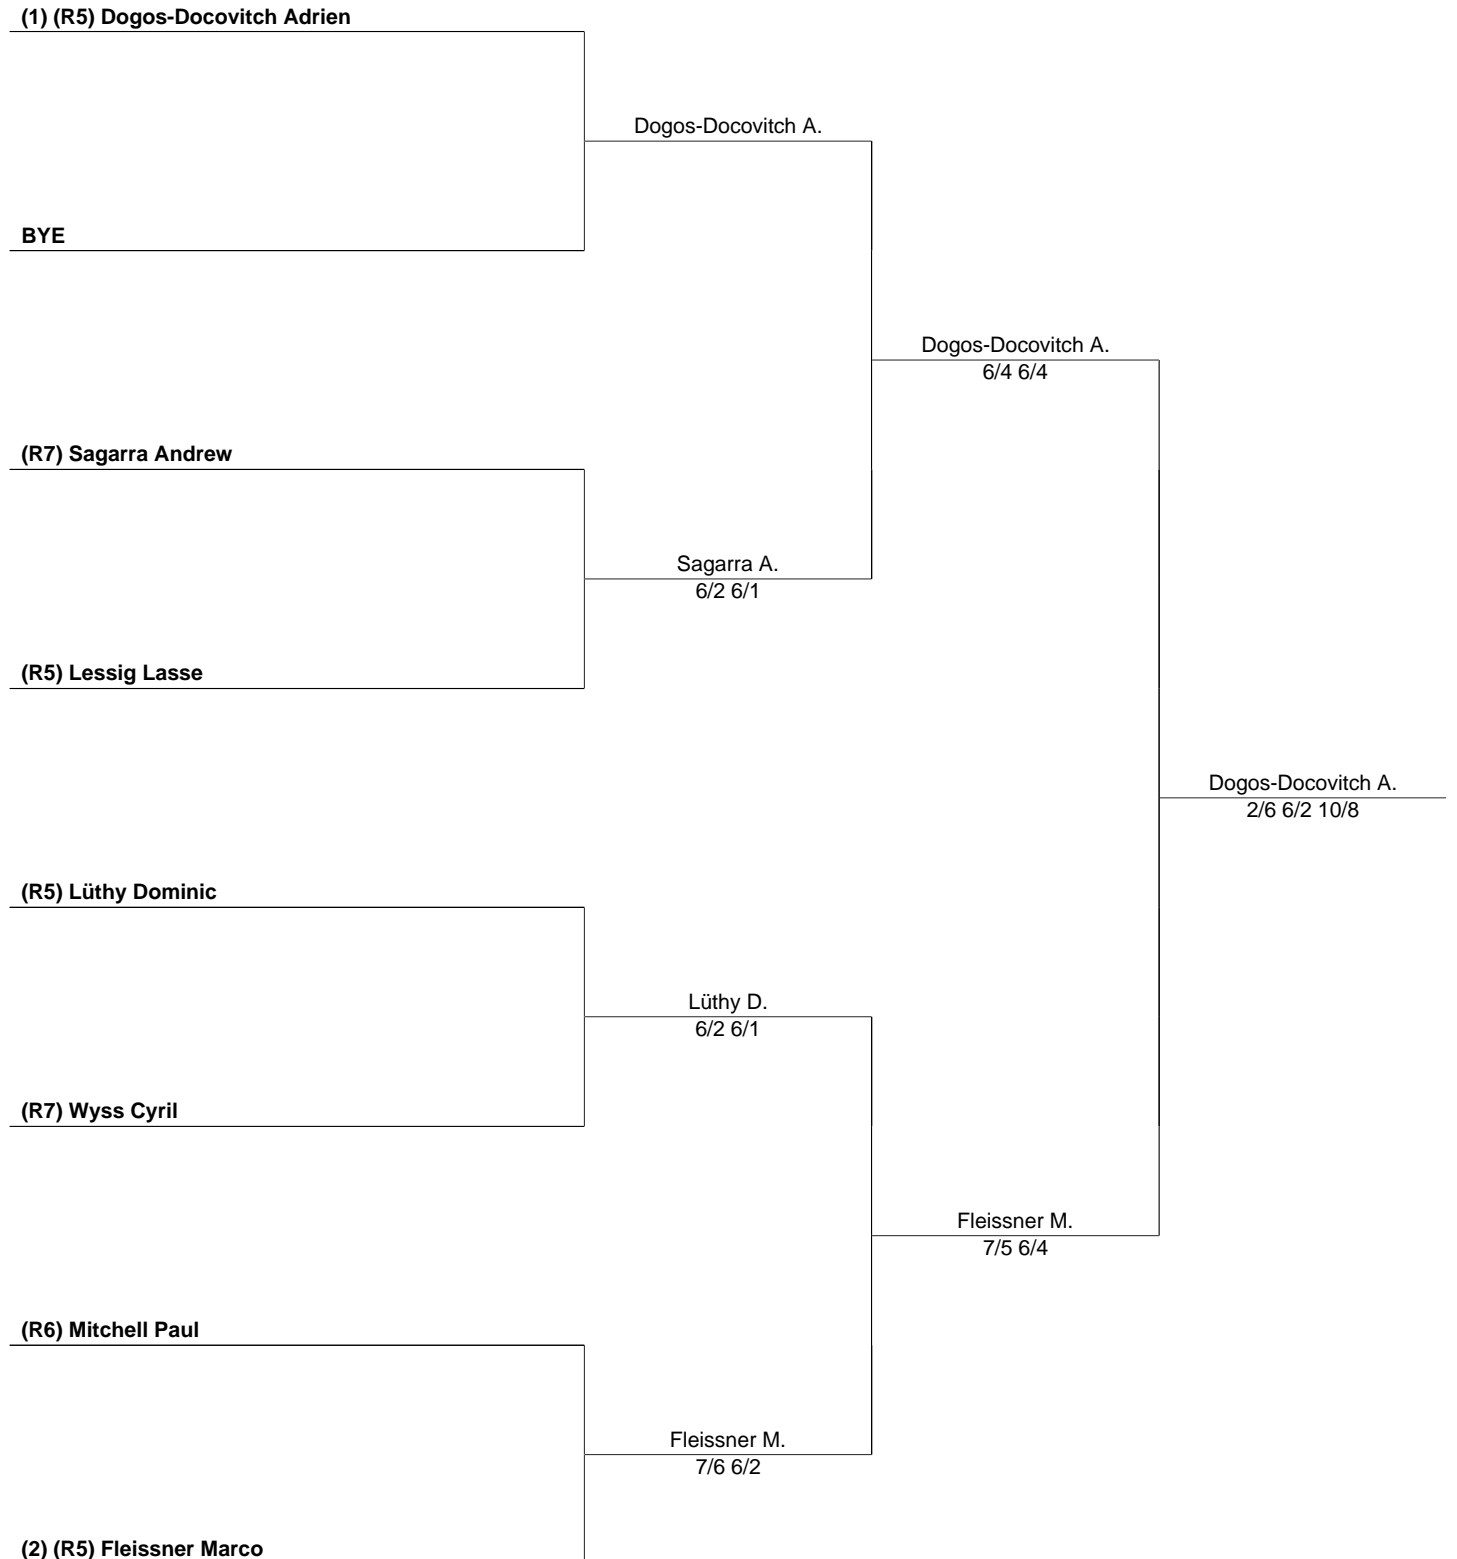 (1) (R5) Dogos-Docovitch Adrien
Dogos-Docovitch A.
BYE
Dogos-Docovitch A.
6/4 6/4
(R7) Sagarra Andrew
Sagarra A.
6/2 6/1
(R5) Lessig Lasse
Dogos-Docovitch A.
2/6 6/2 10/8
(R5) Lüthy Dominic
Lüthy D.
6/2 6/1
(R7) Wyss Cyril
Fleissner M.
7/5 6/4
(R6) Mitchell Paul
Fleissner M.
7/6 6/2
(2) (R5) Fleissner Marco